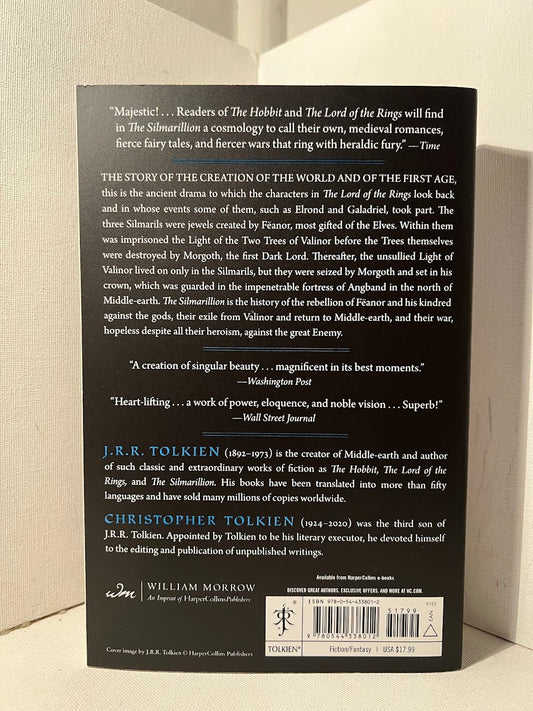 “Majestic! . . . Readers of The Hobbit and The Lord of the Rings will find
in The Silmarillion a cosmology to call their own, medieval romances,
fierce fairy tales, and fiercer wars that ring with heraldic fury.” —Time
THE STORY OF THE CREATION OF THE WORLD AND OF THE FIRST AGE,
this is the ancient drama to which the characters in The Lord of the Rings look back
and in whose events some of them, such as Elrond and Galadriel, took part. The
three Silmarils were jewels created by Fëanor, most gifted of the Elves. Within them
was imprisoned the Light of the Two Trees of Valinor before the Trees themselves
were destroyed by Morgoth, the first Dark Lord. Thereafter, the unsullied Light of
Valinor lived on only in the Silmarils, but they were seized by Morgoth and set in his
crown, which was guarded in the impenetrable fortress of Angband in the north of
Middle-earth. The Silmarillion is the history of the rebellion of Fëanor and his kindred
against the gods, their exile from Valinor and return to Middle-earth, and their war,
hopeless despite all their heroism, against the great Enemy.
“A creation of singular beauty . . . magnificent in its best moments.”
—Washington Post
“Heart-lifting . . . a work of power, eloquence, and noble vision . . . Superb!”
—Wall Street Journal
J.R.R. TOLKIEN (1892–1973) is the creator of Middle-earth and author
of such classic and extraordinary works of fiction as The Hobbit, The Lord of the
Rings, and The Silmarillion. His books have been translated into more than fifty
languages and have sold many millions of copies worldwide.
CHRISTOPHER TOLKIEN (1924–2020) was the third son of
J.R.R. Tolkien. Appointed by Tolkien to be his literary executor, he devoted himself
to the editing and publication of unpublished writings.
wm WILLIAM MORROW
An Imprint of HarperCollinsPublishers
Cover image by J.R.R. Tolkien © HarperCollins Publishers
Available from HarperCollins e-books
DISCOVER GREAT AUTHORS, EXCLUSIVE OFFERS, AND MORE AT HC.COM.
ISBN 978-0-54-433801-2
51799
9 780544 338012
EAN
TOLKIEN® Fiction/Fantasy | USA $17.99